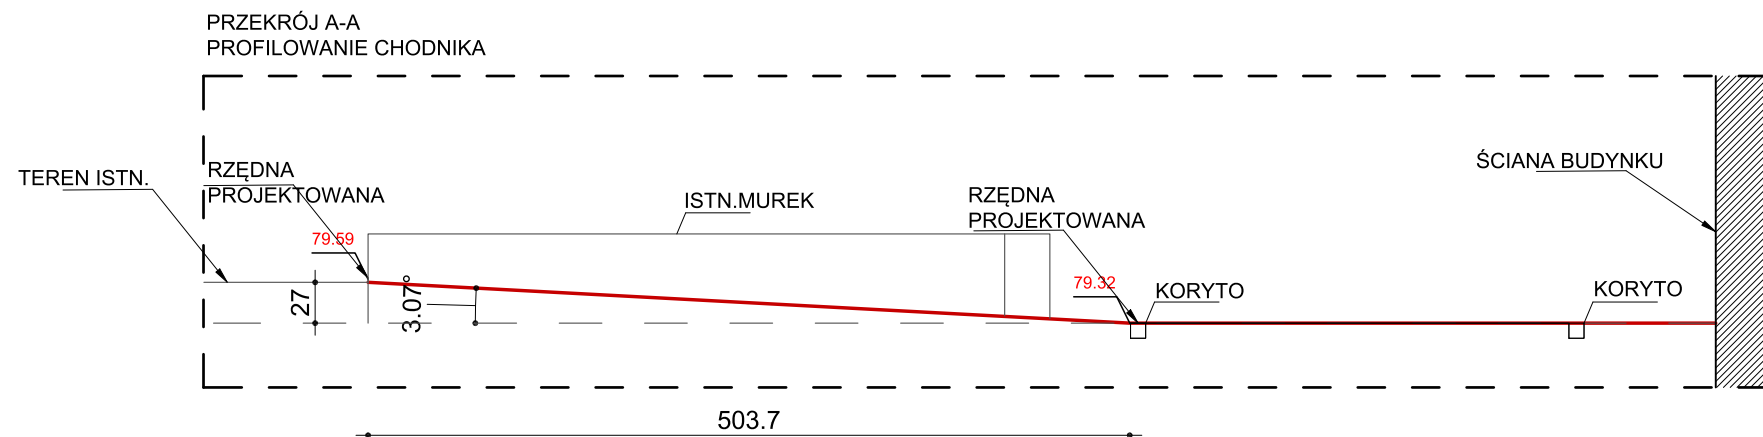 PRZEKRÓJ A-A
PROFILOWANIE CHODNIKA
TEREN ISTN.
RZĘDNA
PROJEKTOWANA
79.59
27
3.07°
ISTN.MUREK
RZĘDNA
PROJEKTOWANA
79.32
KORYTO
KORYTO
ŚCIANA BUDYNKU
503.7